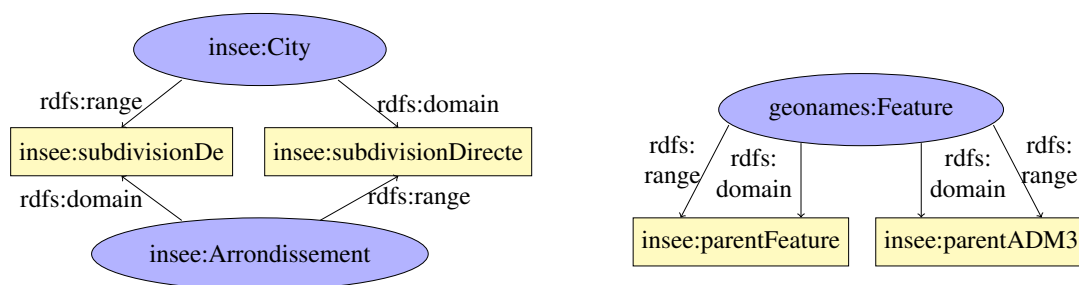 insee:City
rdfs:range
rdfs:domain
insee:subdivisionDe
insee:subdivisionDirecte
rdfs:domain
rdfs:range
insee:Arrondissement
geonames:Feature
rdfs:
range
rdfs:
domain
rdfs:
domain
rdfs:
range
insee:parentFeature
insee:parentADM3